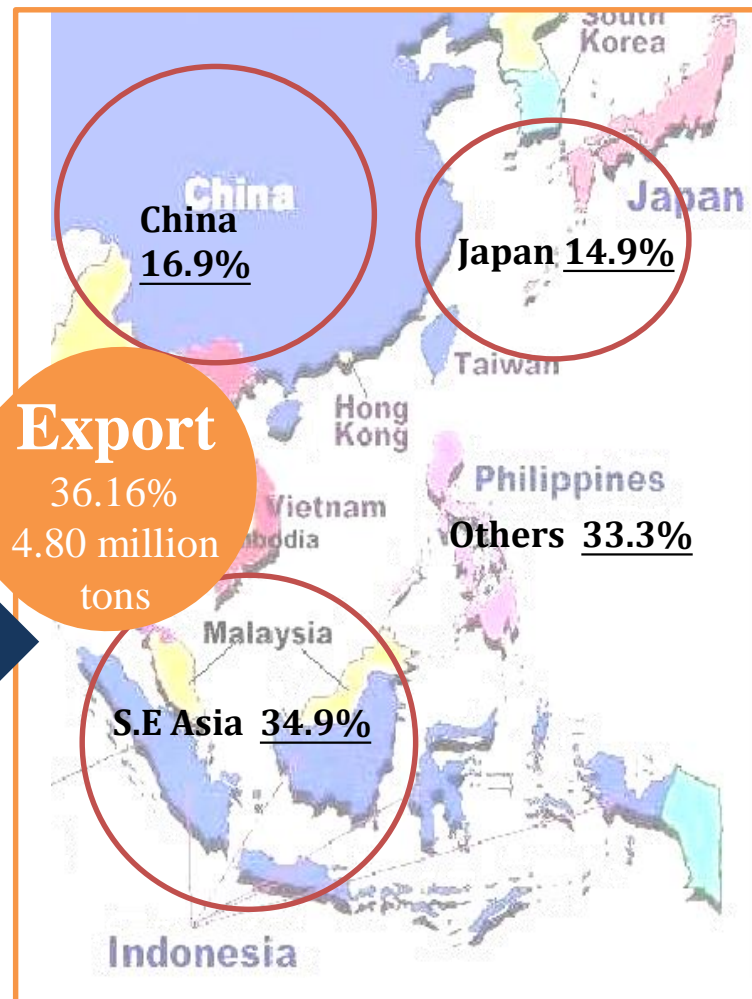 South
Korea
China
Japan
China
16.9%
Japan 14.9%
Taiwan
Hong
Kong
Export
36.16%
4.80 million
tons
Vietnam
Philippines
Others 33.3%
bodia
Malaysia
S.E Asia 34.9%
Indonesia